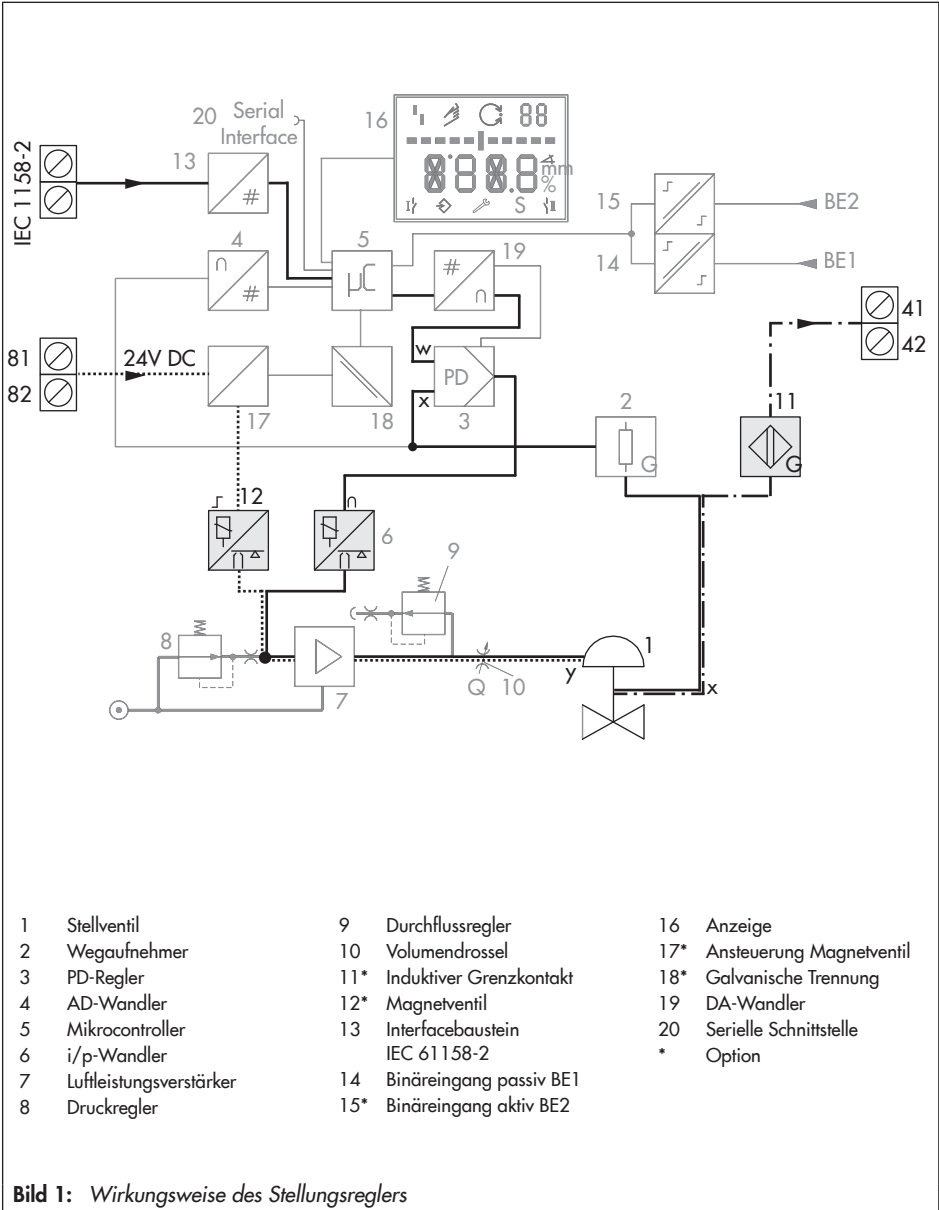 20 Serial
Interface
16
88
mm
%
S
IEC 1158-2
13
#
4
#
5
µC
19
#
15
BE2
14
BE1
41
42
81
82
24V DC
17
18
w
x
PD
3
2
G
11
G
12
6
9
8
7
Q 10
y
1
x
1 Stellventil
2 Wegaufnehmer
3 PD-Regler
4 AD-Wandler
5 Mikrocontroller
6 i/p-Wandler
7 Luftleistungsverstärker
8 Druckregler
9 Durchflussregler
10 Volumendrossel
11* Induktiver Grenzkontakt
12* Magnetventil
13 Interfacebaustein
IEC 61158-2
14 Binäreingang passiv BE1
15* Binäreingang aktiv BE2
16 Anzeige
17* Ansteuerung Magnetventil
18* Galvanische Trennung
19 DA-Wandler
20 Serielle Schnittstelle
* Option
Bild 1: Wirkungsweise des Stellungsreglers